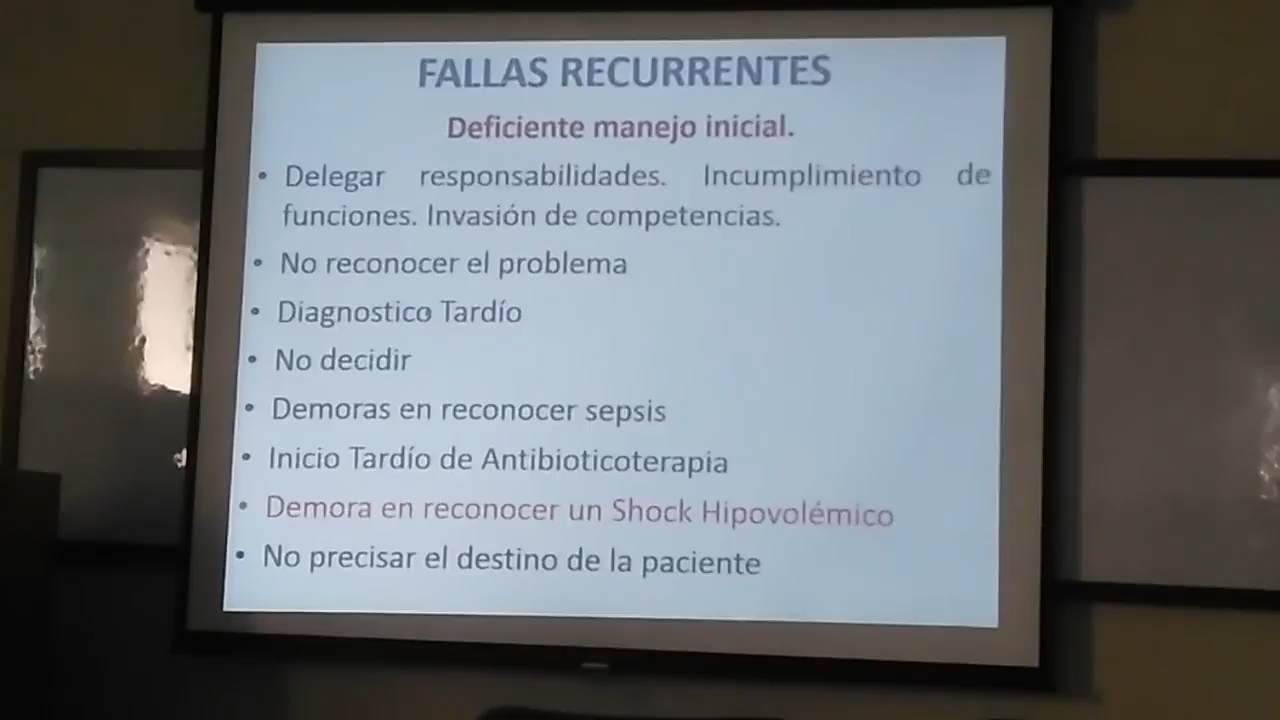 FALLAS RECURRENTES
Deficiente manejo inicial.
• Delegar responsabilidades. Incumplimiento de
funciones. Invasión de competencias.
• No reconocer el problema
• Diagnostico Tardío
• No decidir
• Demoras en reconocer sepsis
• Inicio Tardío de Antibioticoterapia
• Demora en reconocer un Shock Hipovolémico
• No precisar el destino de la paciente